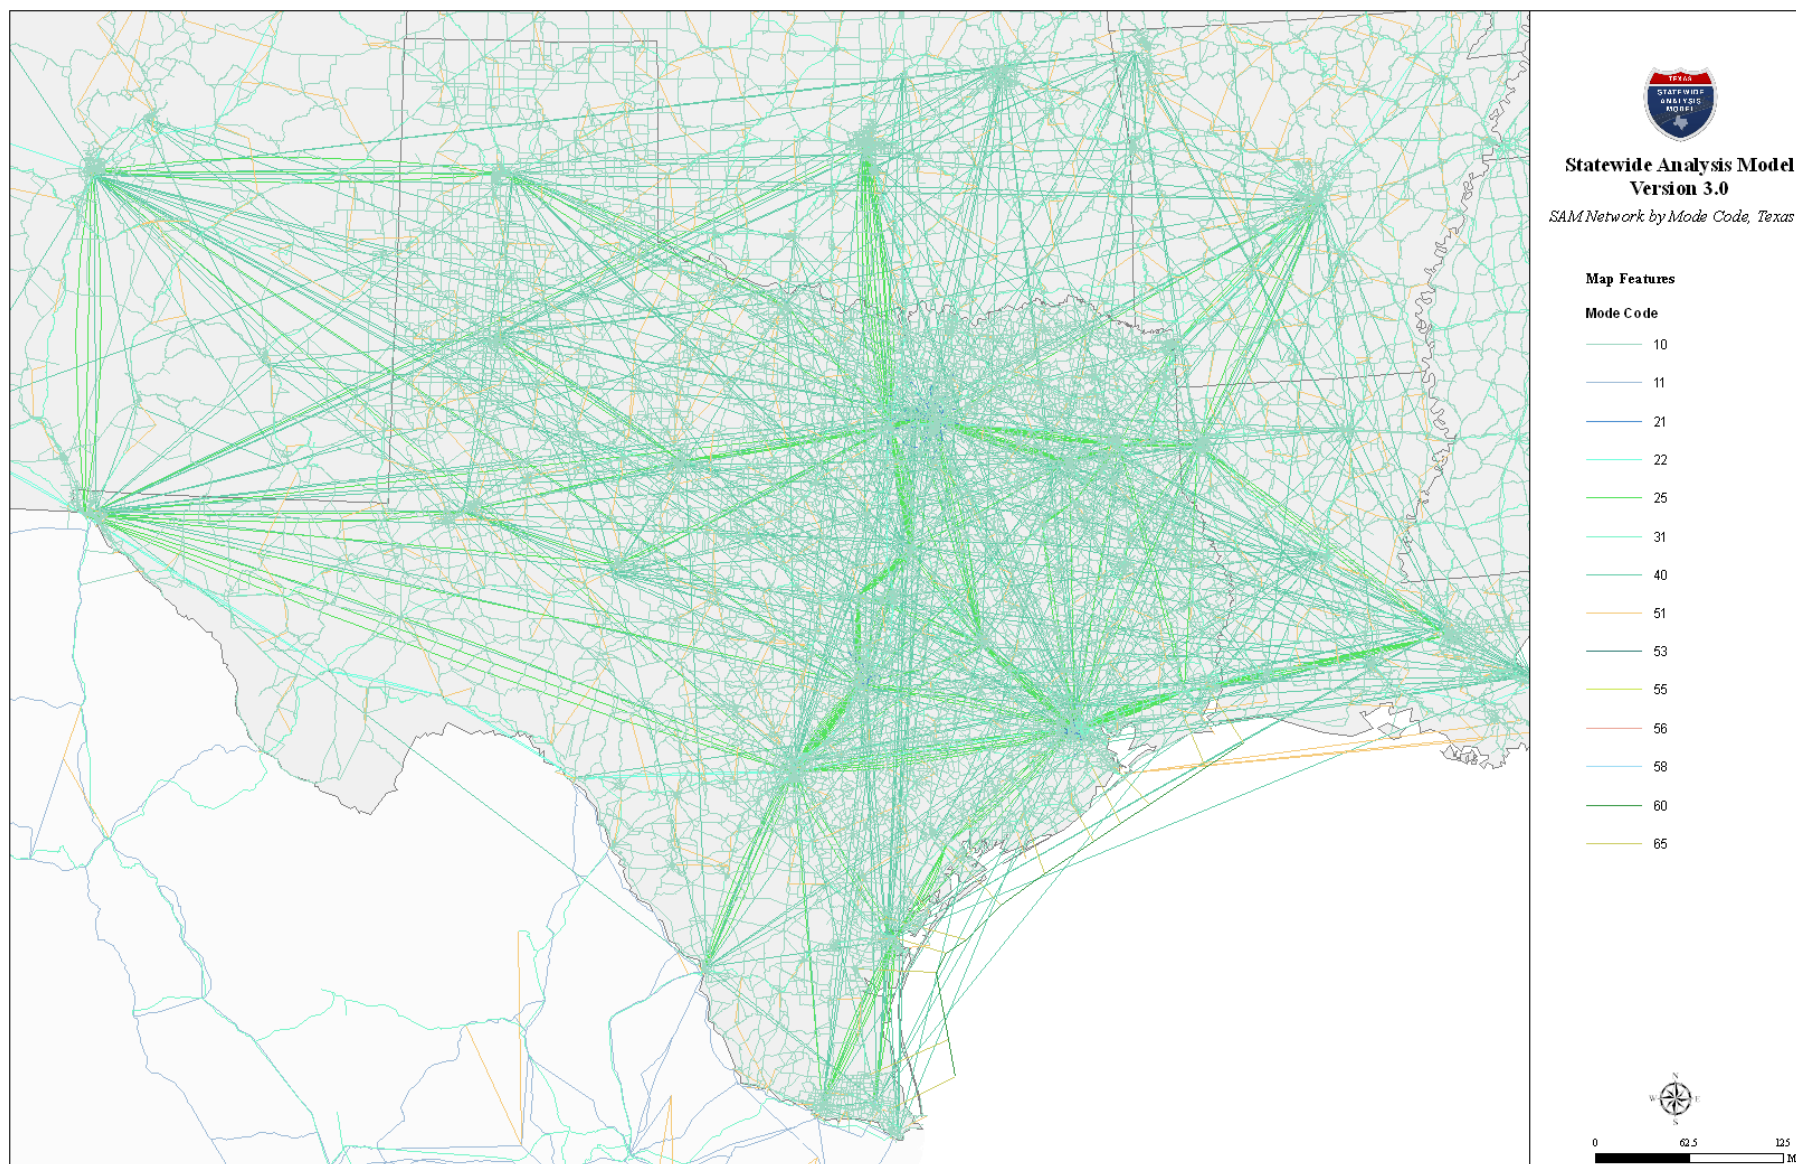 TEXAS
STATEWIDE
ANALYSIS
MODEL
Statewide Analysis Model
Version 3.0
SAM Network by Mode Code, Texas
Map Features
Mode Code
10
11
21
22
25
31
40
51
53
55
56
58
60
65
N
W E
S
0 62.5 125
M